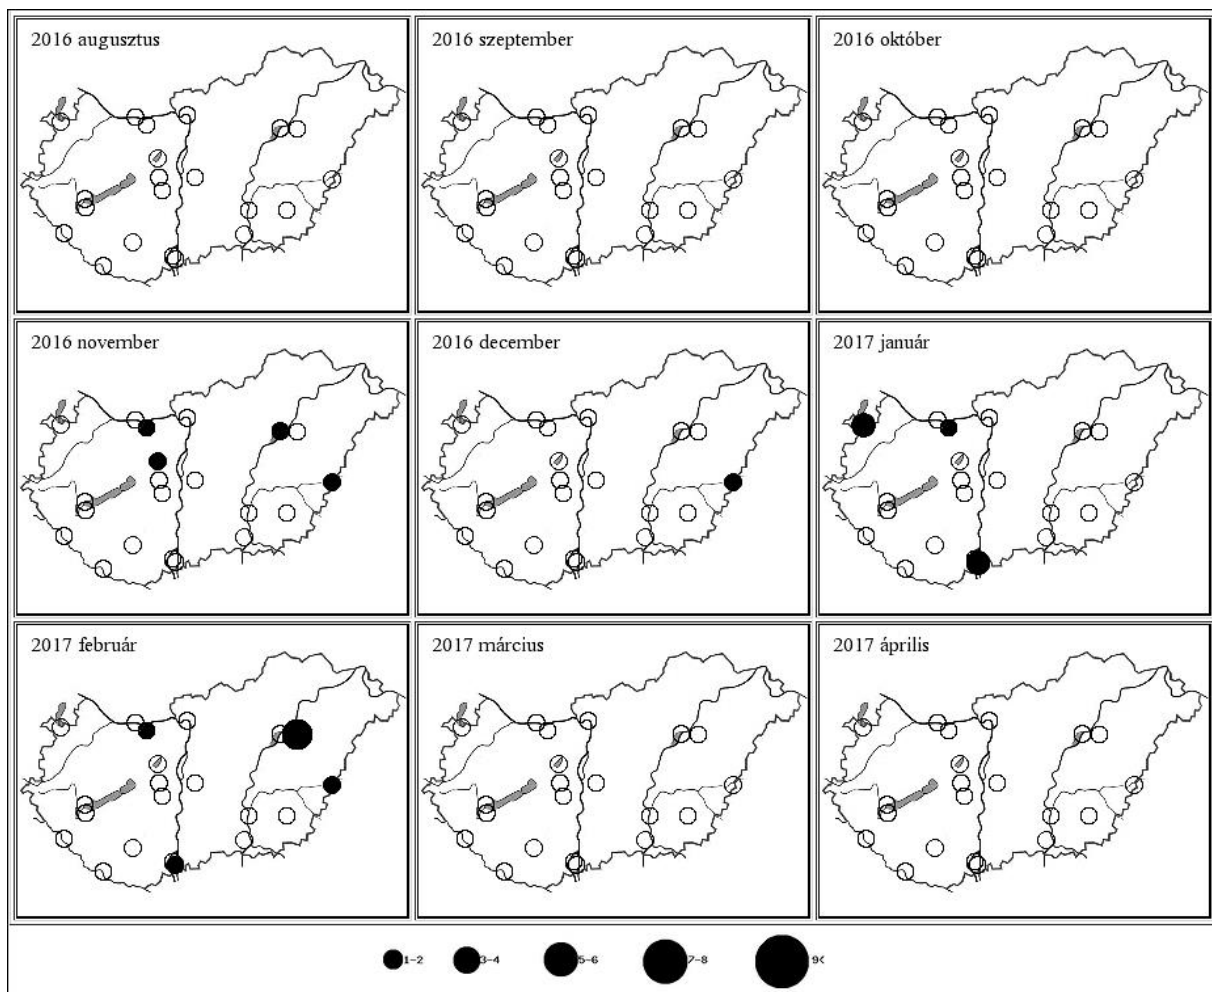 2016 augusztus
2016 szeptember
2016 október
2016 november
2016 december
2017 január
2017 február
2017 március
2017 április
1-2
3-4
5-6
7-8
9<